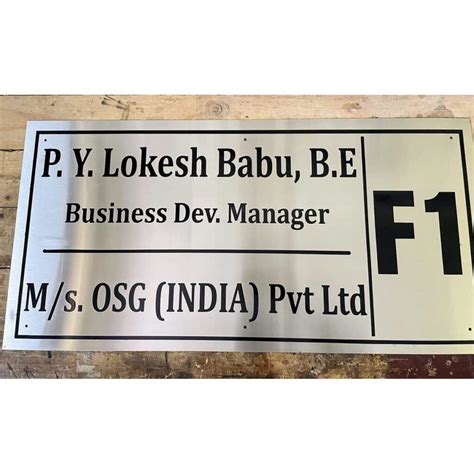 P. Y. Lokesh Babu, B.E
Business Dev. Manager
M/s. OSG (INDIA) Pvt Ltd
F1